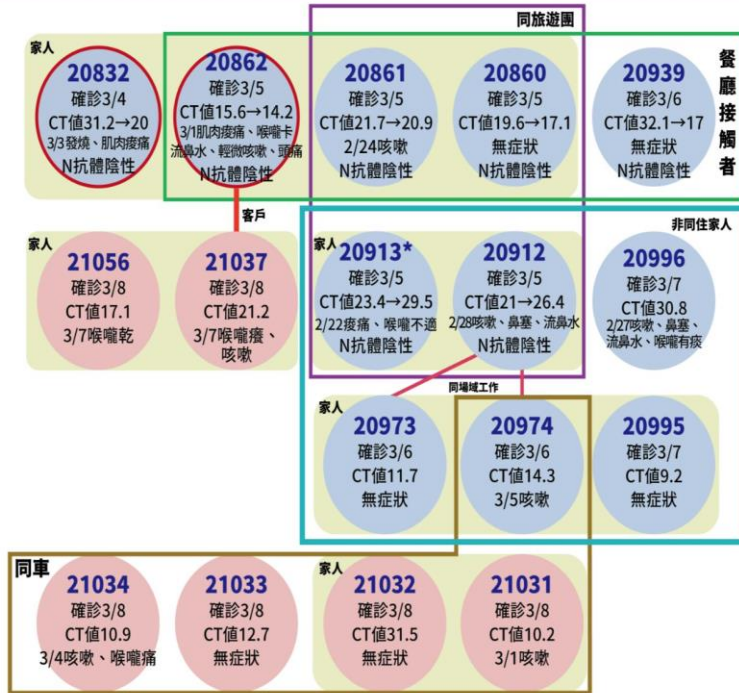 同旅遊團
家人
20832
確診3/4
CT值31.2→20
3/3發燒、肌肉痠痛
N抗體陰性
20862
確診3/5
CT值15.6→14.2
3/1肌肉痠痛、喉嚨卡
流鼻水、輕微咳嗽、頭痛
N抗體陰性
20861
確診3/5
CT值21.7→20.9
2/24咳嗽
N抗體陰性
20860
確診3/5
CT值19.6→17.1
無症狀
N抗體陰性
20939
確診3/6
CT值32.1→17
無症狀
N抗體陰性
餐廳接觸者
客戶
家人
21056
確診3/8
CT值17.1
3/7喉嚨乾
21037
確診3/8
CT值21.2
3/7喉嚨癢、
咳嗽
家人
20913*
確診3/5
CT值23.4→29.5
2/22痠痛、喉嚨不適
N抗體陰性
20912
確診3/5
CT值21→26.4
2/28咳嗽、鼻塞、流鼻水
N抗體陰性
非同住家人
20996
確診3/7
CT值30.8
2/27咳嗽、鼻塞、
流鼻水、喉嚨有痰
同場域工作
家人
20973
確診3/6
CT值11.7
無症狀
20974
確診3/6
CT值14.3
3/5咳嗽
20995
確診3/7
CT值9.2
無症狀
同車
21034
確診3/8
CT值10.9
3/4咳嗽、喉嚨痛
21033
確診3/8
CT值12.7
無症狀
家人
21032
確診3/8
CT值31.5
無症狀
21031
確診3/8
CT值10.2
3/1咳嗽